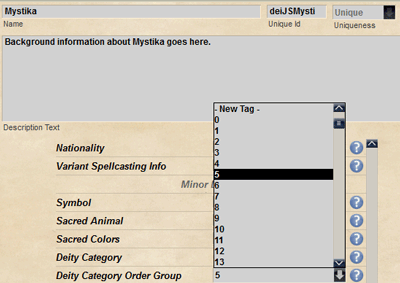 Mystika deiJSMysti Unique
Name Unique Id Uniqueness
Background information about Mystika goes here.
Description Text
- New Tag -
0
1
Nationality
2
3
Variant Spellcasting Info
4
5
Minor
6
7
Symbol
8
Sacred Animal
9
10
Sacred Colors
11
Deity Category
12
13
Deity Category Order Group 5